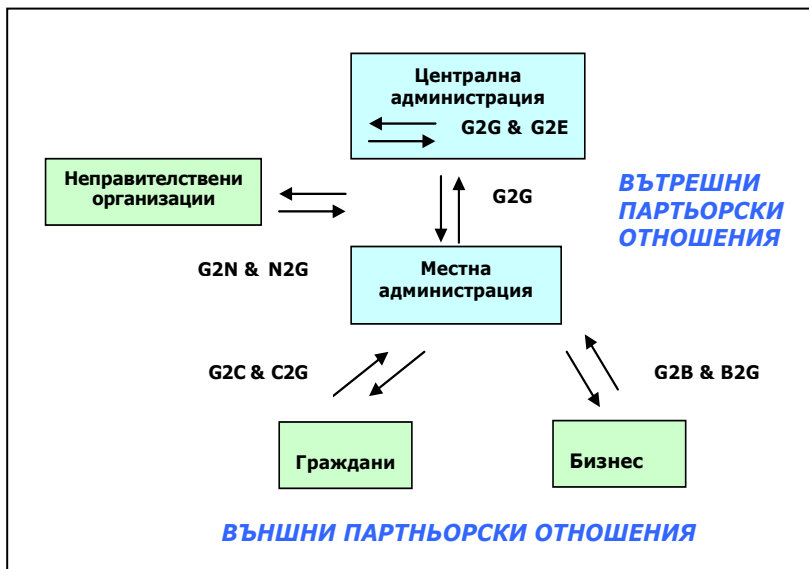 Централна
администрация
G2G & G2E
Неправителствени
организации
G2G
ВЪТРЕШНИ
ПАРТЬОРСКИ
ОТНОШЕНИЯ
G2N & N2G
Местна
администрация
G2C & C2G
G2B & B2G
Граждани
Бизнес
ВЪНШНИ ПАРТНЬОРСКИ ОТНОШЕНИЯ